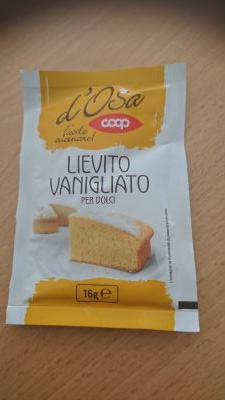 d'Osa
coop
facile
cucinare!
LIEVITO
VANIGLIATO
PER DOLCI
16g e